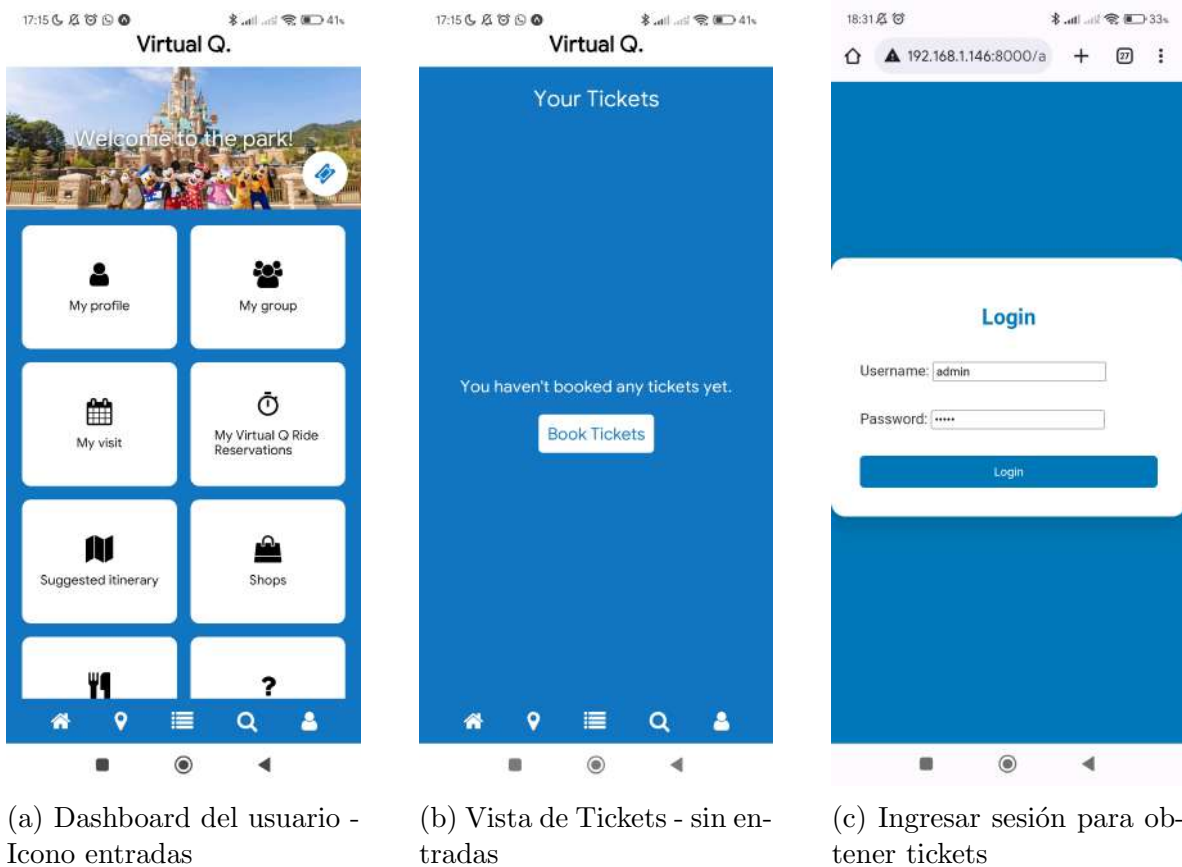 17:15
41%
Virtual Q.
Welcome to the park!
My profile
My group
My visit
My Virtual Q Ride
Reservations
Suggested itinerary
Shops
?
17:15
41%
Virtual Q.
Your Tickets
You haven't booked any tickets yet.
Book Tickets
18:31
33%
192.168.1.146:8000/a
27
Login
Username: admin
Password: •••••
Login
(a) Dashboard del usuario -
Icono entradas
(b) Vista de Tickets - sin en-
tradas
(c) Ingresar sesión para ob-
tener tickets